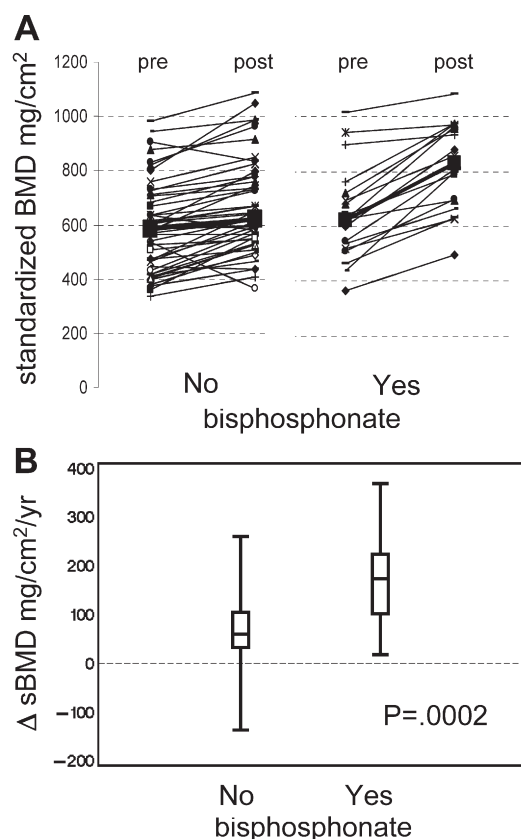 A
standardized BMD mg/cm²
1200
1000
800
600
400
200
0
pre
post
pre
post
No
Yes
bisphosphonate
B
Δ sBMD mg/cm²/yr
400
300
200
100
0
−100
−200
P=.0002
No
Yes
bisphosphonate